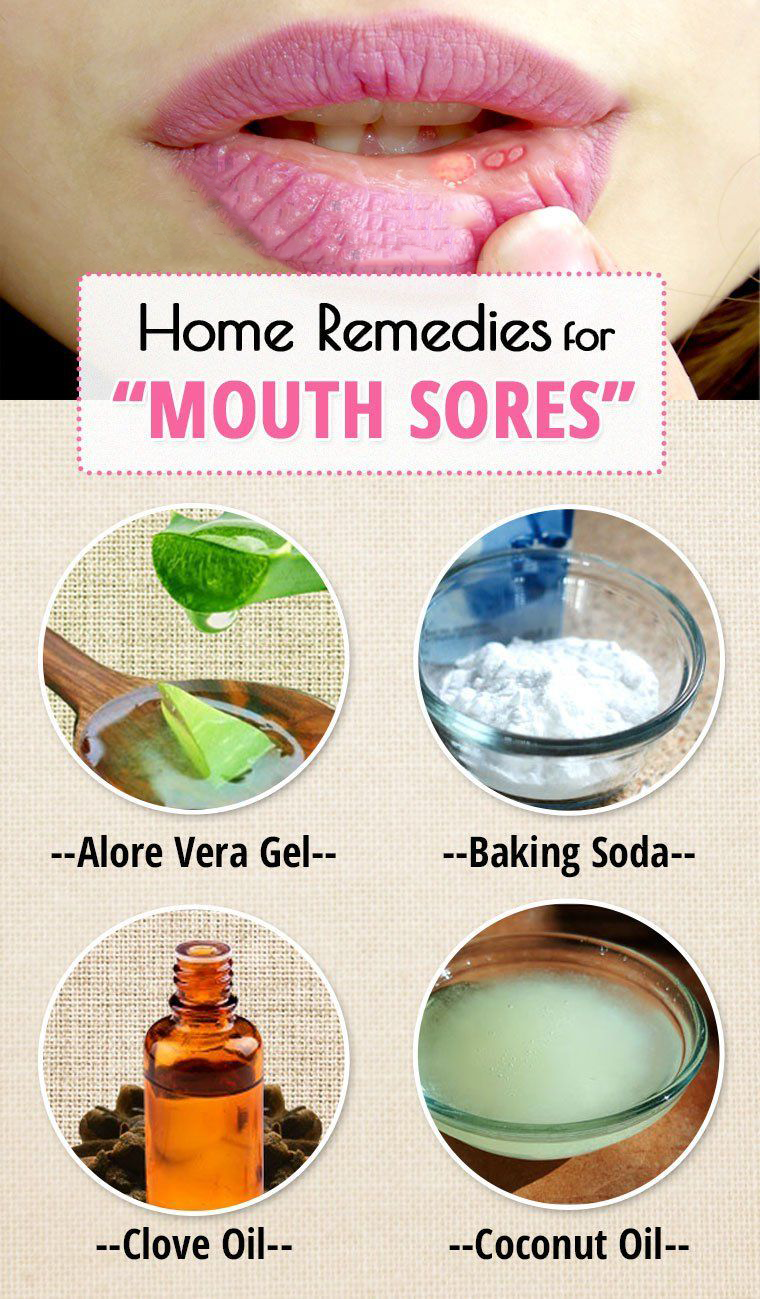 Home Remedies for
“MOUTH SORES”
--Alore Vera Gel--
--Baking Soda--
--Clove Oil--
--Coconut Oil--